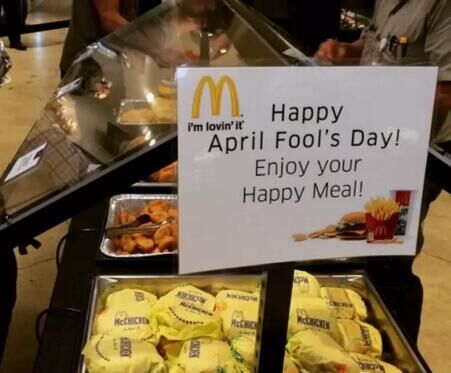 i'm lovin' it
Happy
April Fool's Day!
Enjoy your
Happy Meal!
McCHICKEN
McCHICKEN
McCHICKEN
McCHICKEN